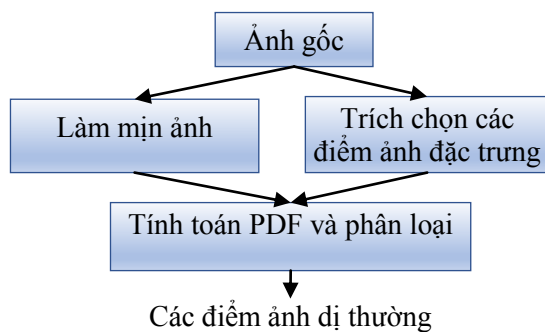 Ảnh gốc
Làm mịn ảnh
Trích chọn các
điểm ảnh đặc trưng
Tính toán PDF và phân loại
Các điểm ảnh dị thường